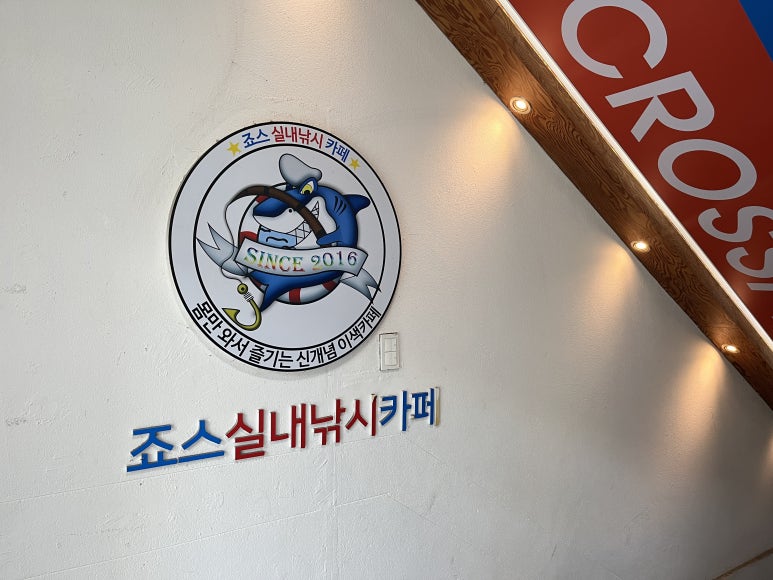 죠스 실내낚시 카페
SINCE 2016
몸만 와서 즐기는 신개념 이색카페
죠스실내낚시카페